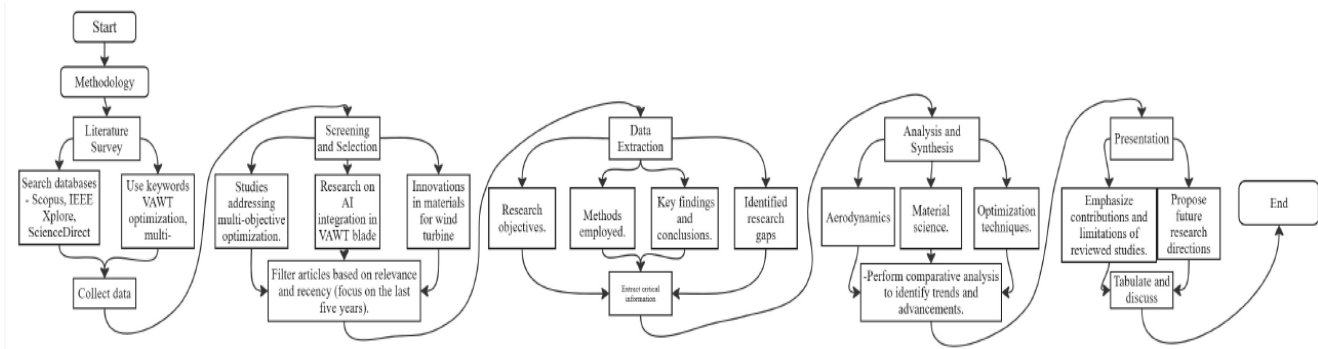 Start
Methodology
Literature
Survey
Search databases
- Scopus, IEEE
Xplore,
ScienceDirect
Use keywords
VAWT
optimization,
multi-
Collect data
Screening
and Selection
Studies
addressing
multi-objective
optimization.
Research on
AI
integration in
VAWT blade
Innovations
in materials
for wind
turbine
Filter articles based on relevance
and recency (focus on the last
five years).
Data
Extraction
Research
objectives.
Methods
employed.
Key findings
and
conclusions.
Identified
research
gaps
Extract critical
information
Analysis and
Synthesis
Aerodynamics
Material
science.
Optimization
techniques.
-Perform comparative analysis
to identify trends and
advancements.
Presentation
Emphasize
contributions and
limitations of
reviewed studies.
Propose
future
research
directions
Tabulate and
discuss
End